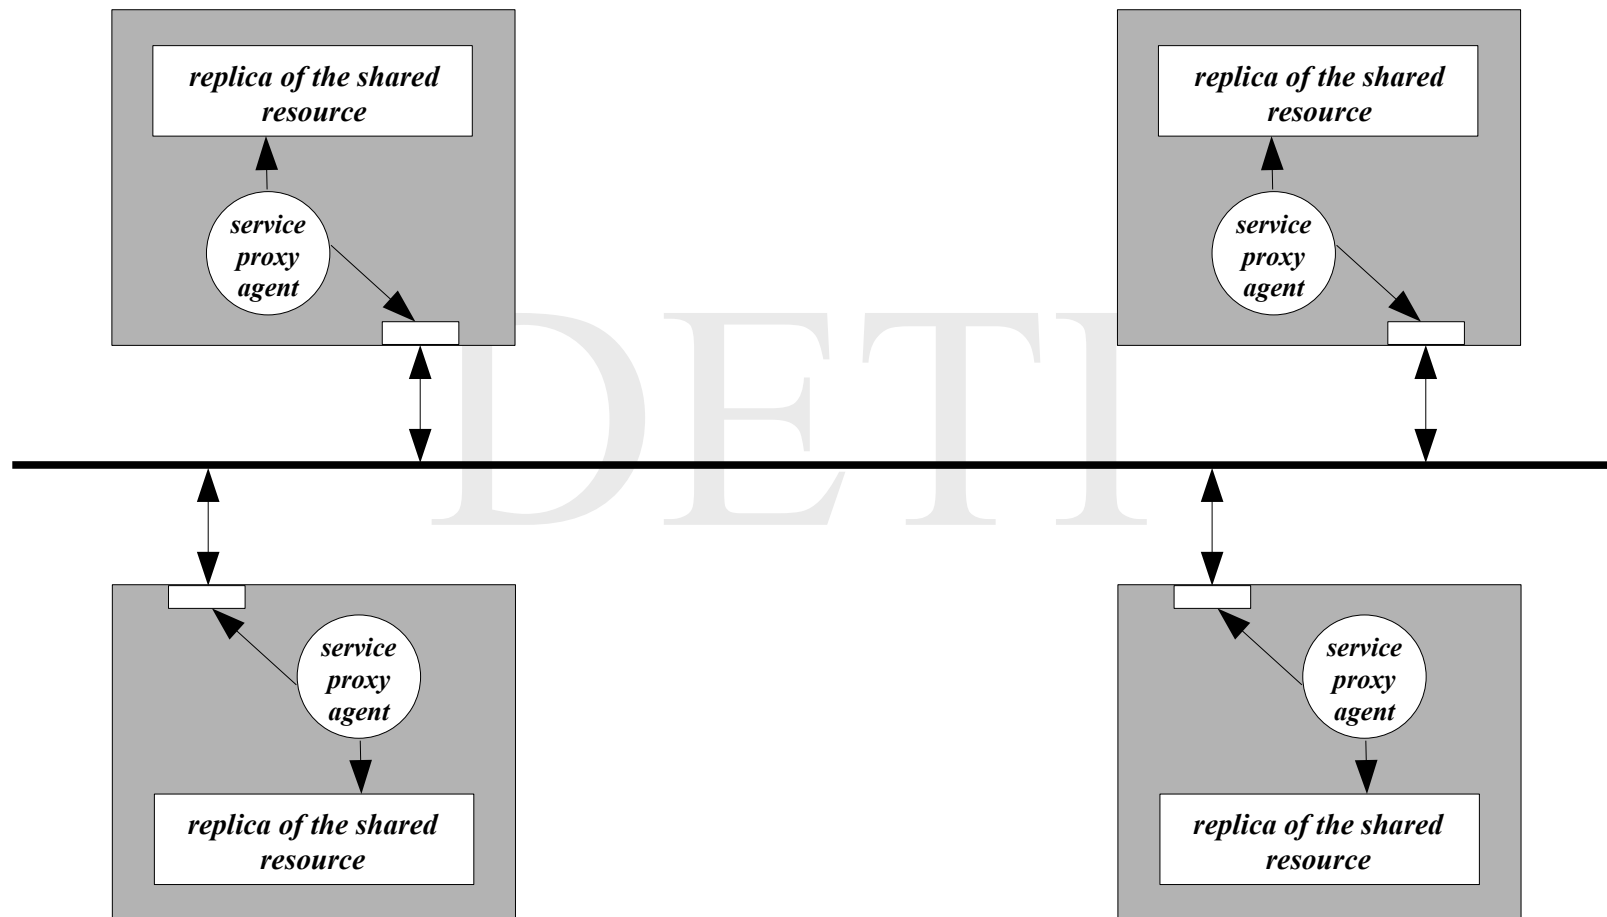 replica of the shared
resource
service
proxy
agent
replica of the shared
resource
service
proxy
agent
DETI
service
proxy
agent
replica of the shared
resource
service
proxy
agent
replica of the shared
resource